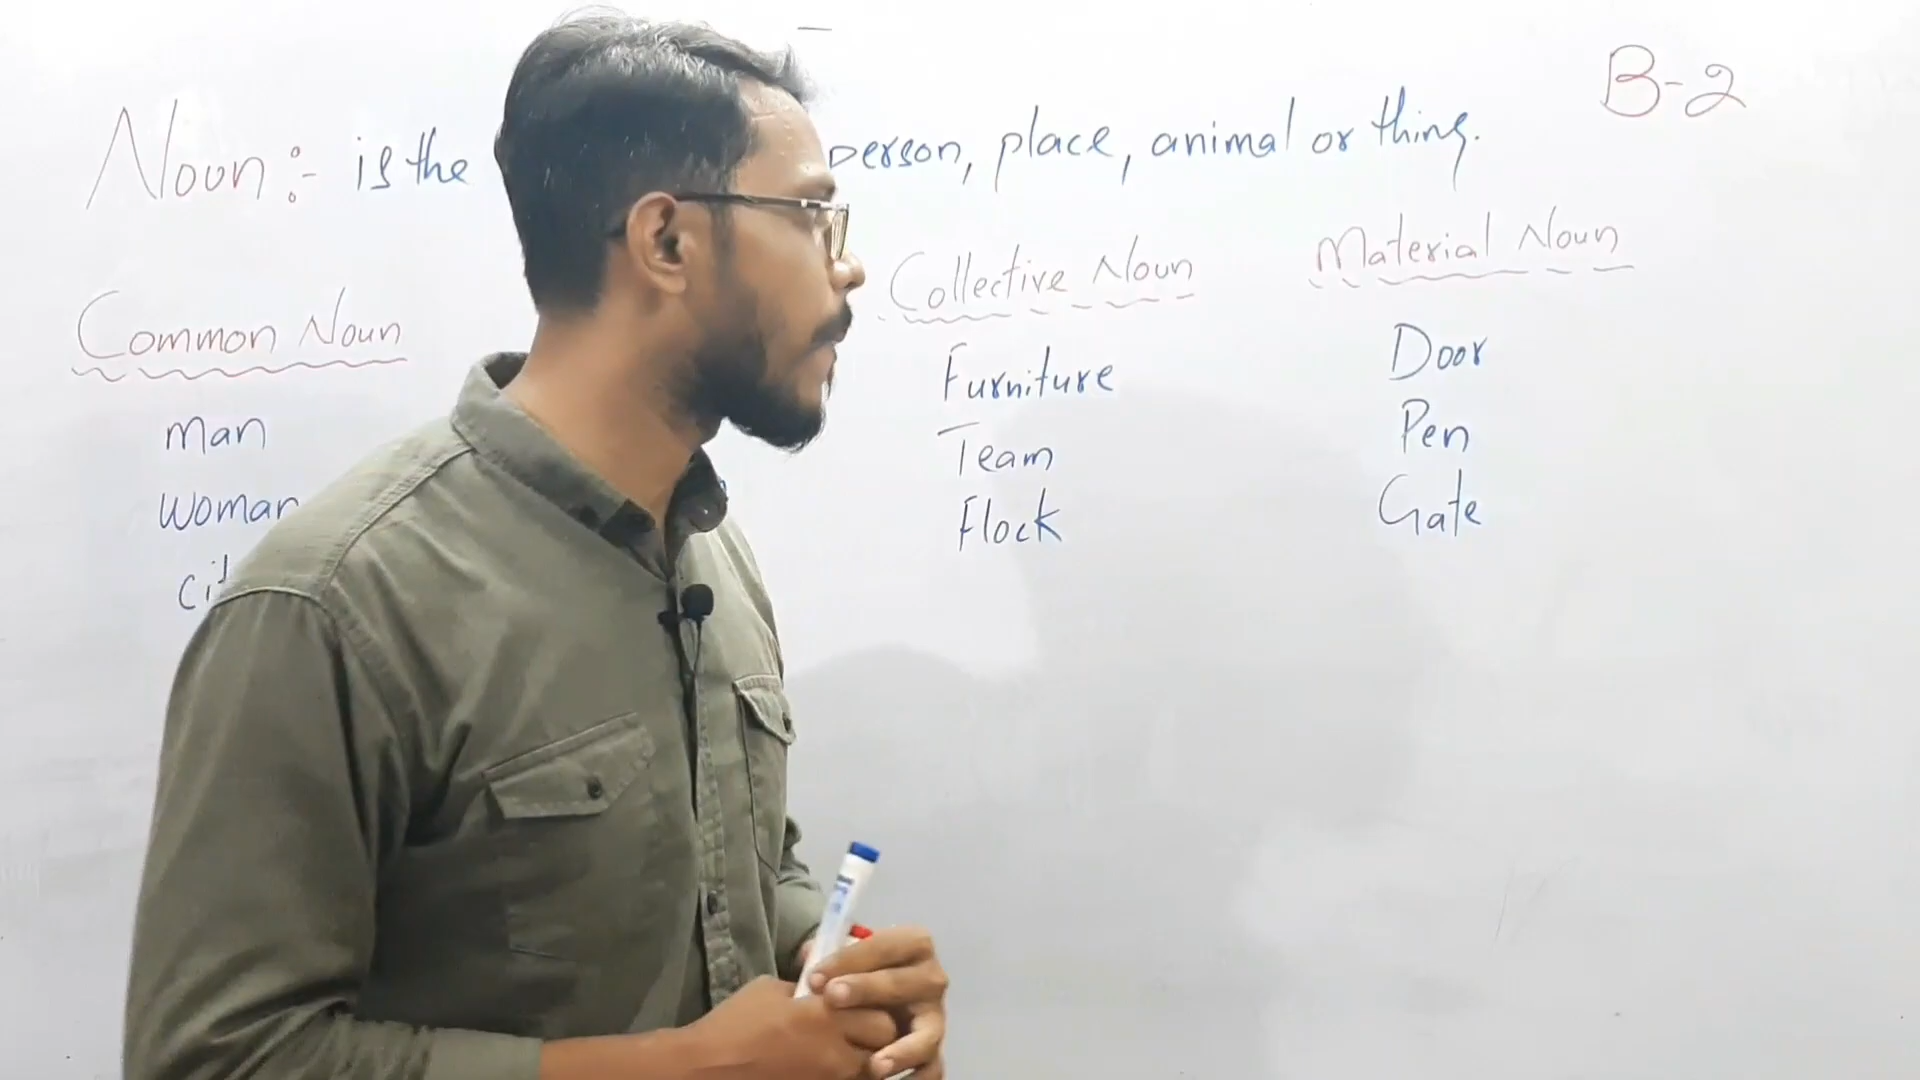 B-2
Noun:- is the person, place, animal or thing.
Common Noun
man
woman
Collective Noun
Furniture
Team
Flock
Material Noun
Door
Pen
Gate